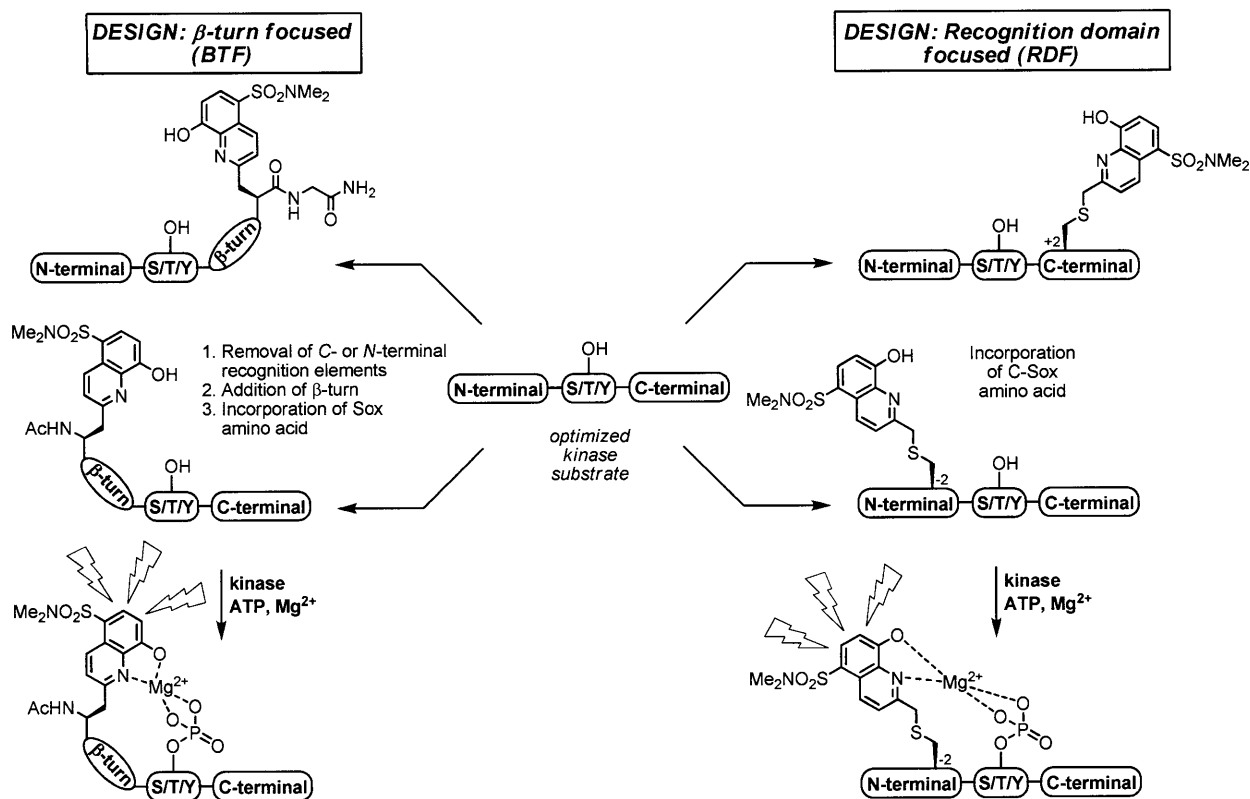 DESIGN: β-turn focused
(BTF)
DESIGN: Recognition domain
focused (RDF)
SO₂NMe₂
HO
N
O
NH₂
N
H
O
OH
β-turn
N-terminal
S/T/Y
HO
N
SO₂NMe₂
S
OH
+2
N-terminal
S/T/Y
C-terminal
Me₂NO₂S
OH
N
AcHN
OH
β-turn
S/T/Y
C-terminal
1. Removal of C- or N-terminal
recognition elements
2. Addition of β-turn
3. Incorporation of Sox
amino acid
OH
N-terminal
S/T/Y
C-terminal
optimized
kinase
substrate
OH
Me₂NO₂S
N
S
OH
-2
N-terminal
S/T/Y
C-terminal
Incorporation
of C-Sox
amino acid
kinase
ATP, Mg²⁺
Me₂NO₂S
O
N
Mg²⁺
AcHN
O
O
P
O
O
β-turn
S/T/Y
C-terminal
kinase
ATP, Mg²⁺
O
Me₂NO₂S
N
Mg²⁺
O
O
P
O
O
S
-2
N-terminal
S/T/Y
C-terminal